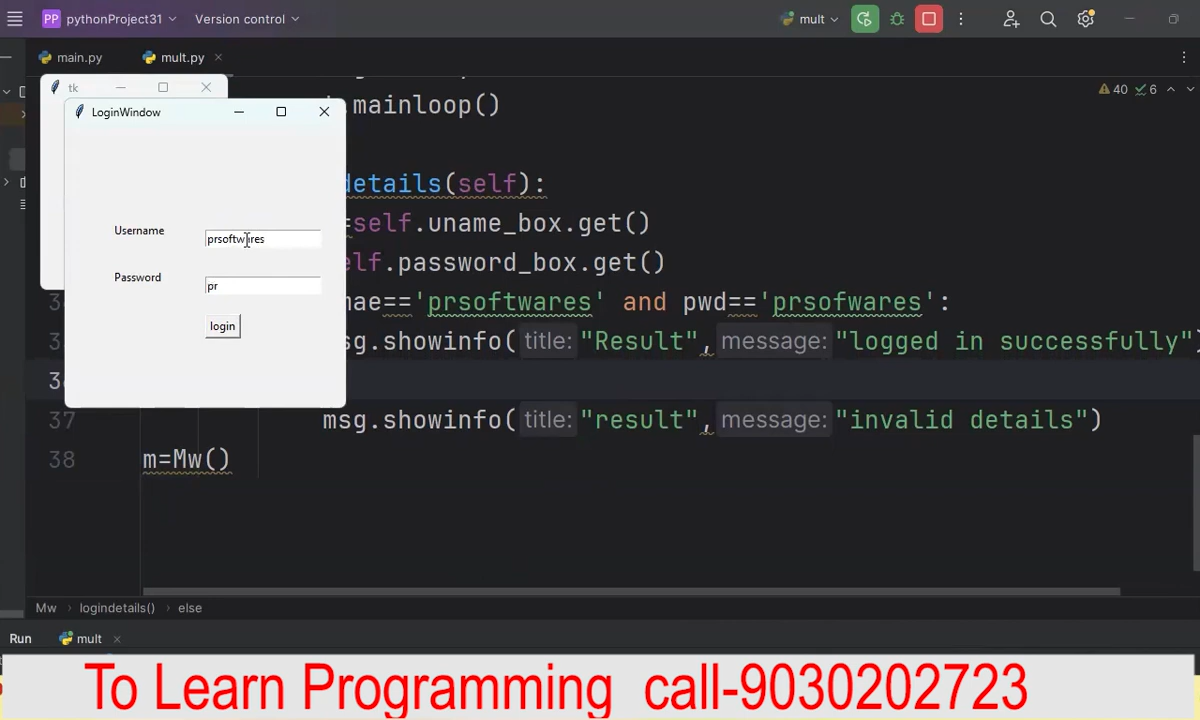 PP pythonProject31 Version control mult
main.py mult.py
tk
LoginWindow
.mainloop()
40 6
details(self):
Username
=self.uname_box.get()
prsoftwares
elf.password_box.get()
Password
pr
mae=='prsoftwares' and pwd=='prsofwares':
login
sg.showinfo(title:"Result",message:"logged in successfully")
37 msg.showinfo(title:"result",message:"invalid details")
38 m=Mw()
Mw › logindetails() › else
Run mult
To Learn Programming call-9030202723